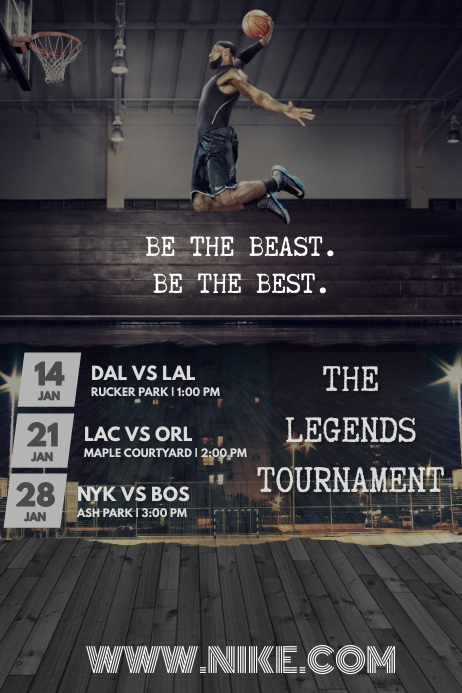 BE THE BEAST.
BE THE BEST.
14
JAN
DAL VS LAL
RUCKER PARK | 1:00 PM
21
JAN
LAC VS ORL
MAPLE COURTYARD | 2:00 PM
28
JAN
NYK VS BOS
ASH PARK | 3:00 PM
THE
LEGENDS
TOURNAMENT
WWW.NIKE.COM